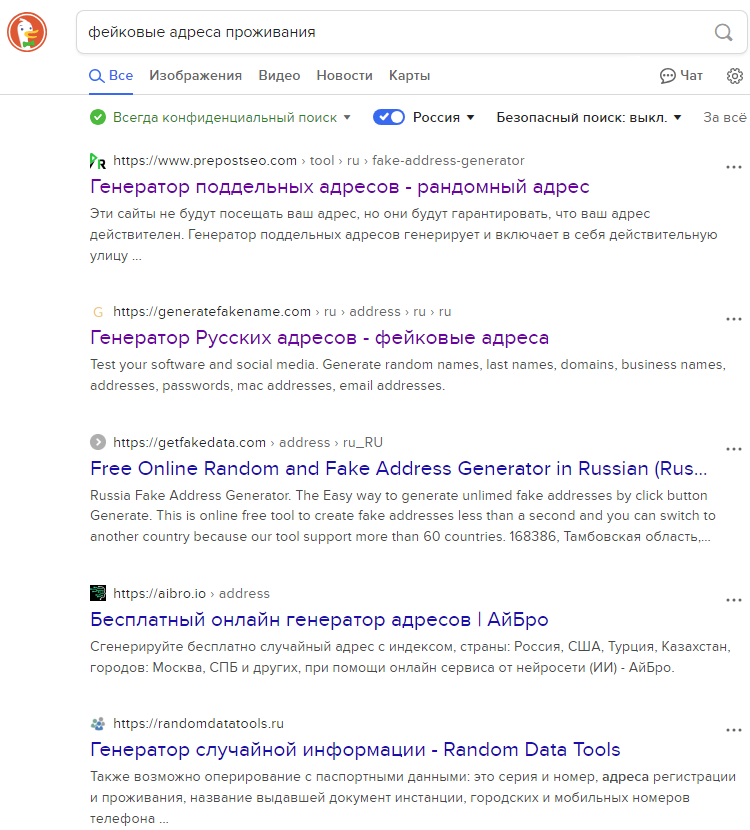 фейковые адреса проживания
Все Изображения Видео Новости Карты Чат
Всегда конфиденциальный поиск Россия Безопасный поиск: выкл. За всё
https://www.prepostseo.com › tool › ru › fake-address-generator
Генератор поддельных адресов - рандомный адрес
Эти сайты не будут посещать ваш адрес, но они будут гарантировать, что ваш адрес
действителен. Генератор поддельных адресов генерирует и включает в себя действительную
улицу ...
https://generatefakename.com › ru › address › ru › ru
Генератор Русских адресов - фейковые адреса
Test your software and social media. Generate random names, last names, domains, business names,
addresses, passwords, mac addresses, email addresses.
https://getfakedata.com › address › ru_RU
Free Online Random and Fake Address Generator in Russian (Rus...
Russia Fake Address Generator. The Easy way to generate unlimed fake addresses by click button
Generate. This is online free tool to create fake addresses less than a second and you can switch to
another country because our tool support more than 60 countries. 168386, Тамбовская область,...
https://aibro.io › address
Бесплатный онлайн генератор адресов | АйБро
Сгенерируйте бесплатно случайный адрес с индексом, страны: Россия, США, Турция, Казахстан,
городов: Москва, СПБ и других, при помощи онлайн сервиса от нейросети (ИИ) - АйБро.
https://randomdatatools.ru
Генератор случайной информации - Random Data Tools
Также возможно оперирование с паспортными данными: это серия и номер, адреса регистрации
и проживания, название выдавшей документ инстанции, городских и мобильных номеров
телефона ...